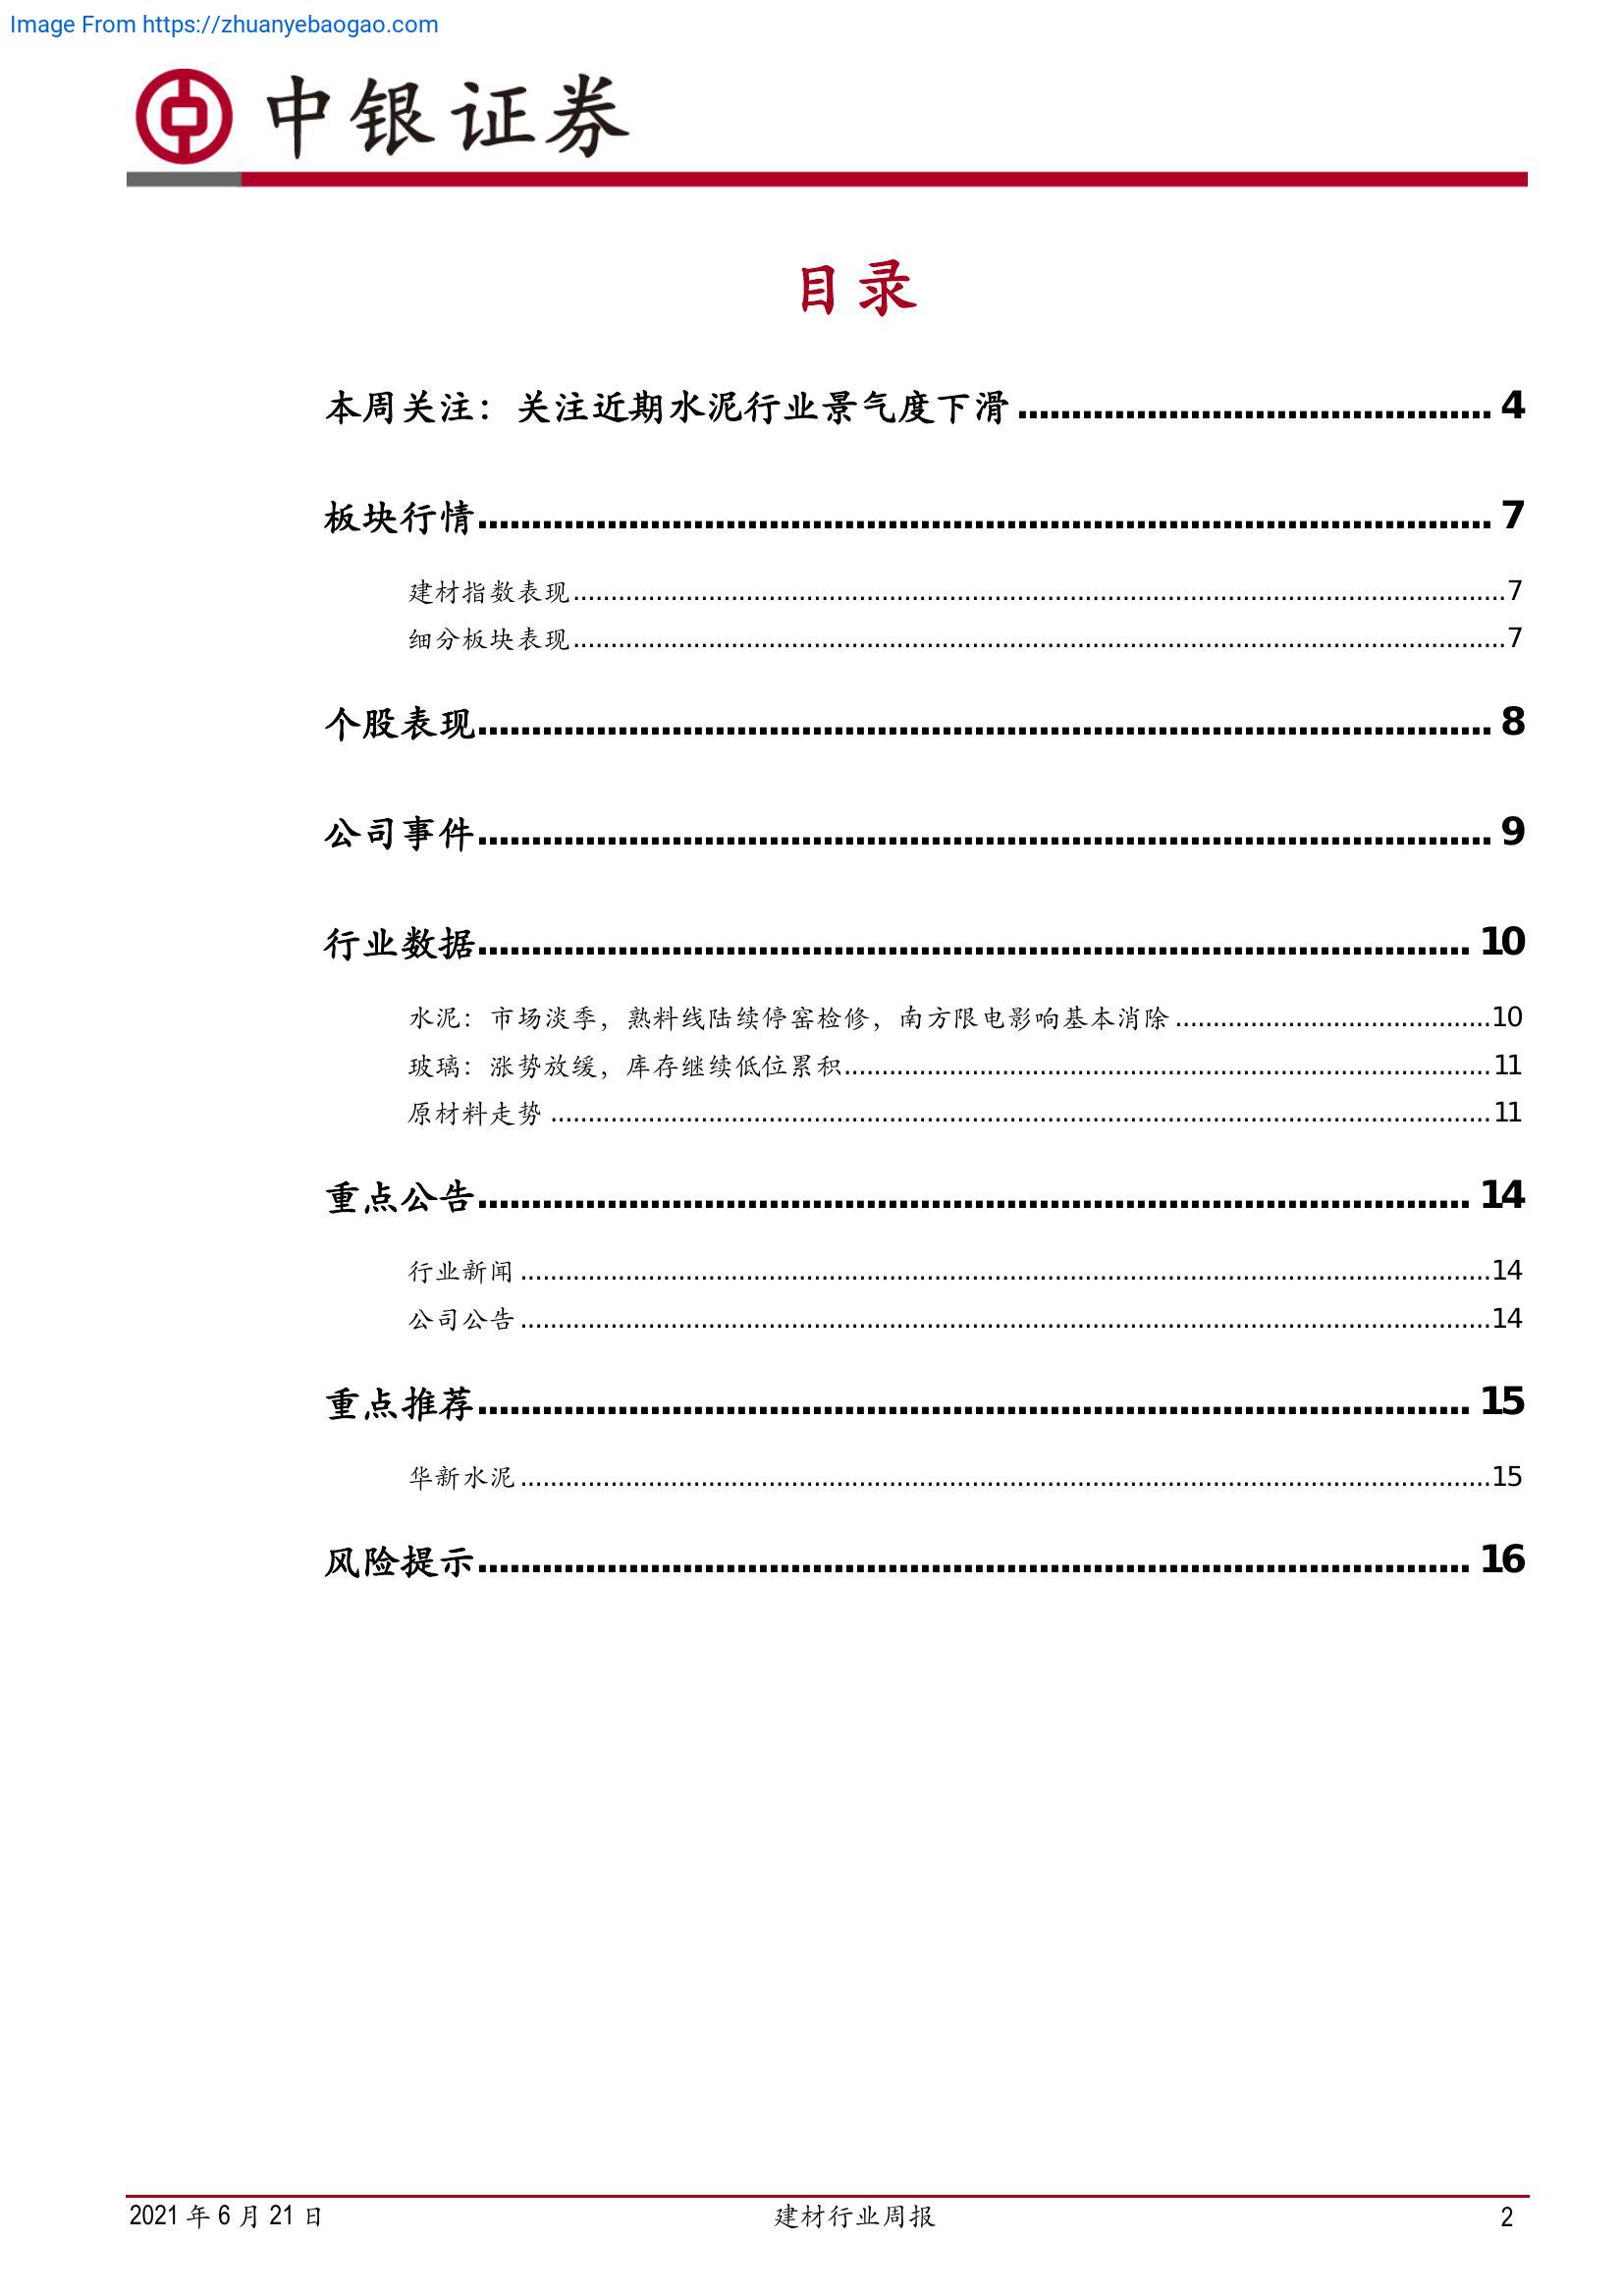 Image From https://zhuanyebaogao.com
中银证券
目录
本周关注：关注近期水泥行业景气度下滑 4
板块行情 7
建材指数表现 7
细分板块表现 7
个股表现 8
公司事件 9
行业数据 10
水泥：市场淡季，熟料线陆续停窑检修，南方限电影响基本消除 10
玻璃：涨势放缓，库存继续低位累积 11
原材料走势 11
重点公告 14
行业新闻 14
公司公告 14
重点推荐 15
华新水泥 15
风险提示 16
2021 年 6 月 21 日 建材行业周报 2